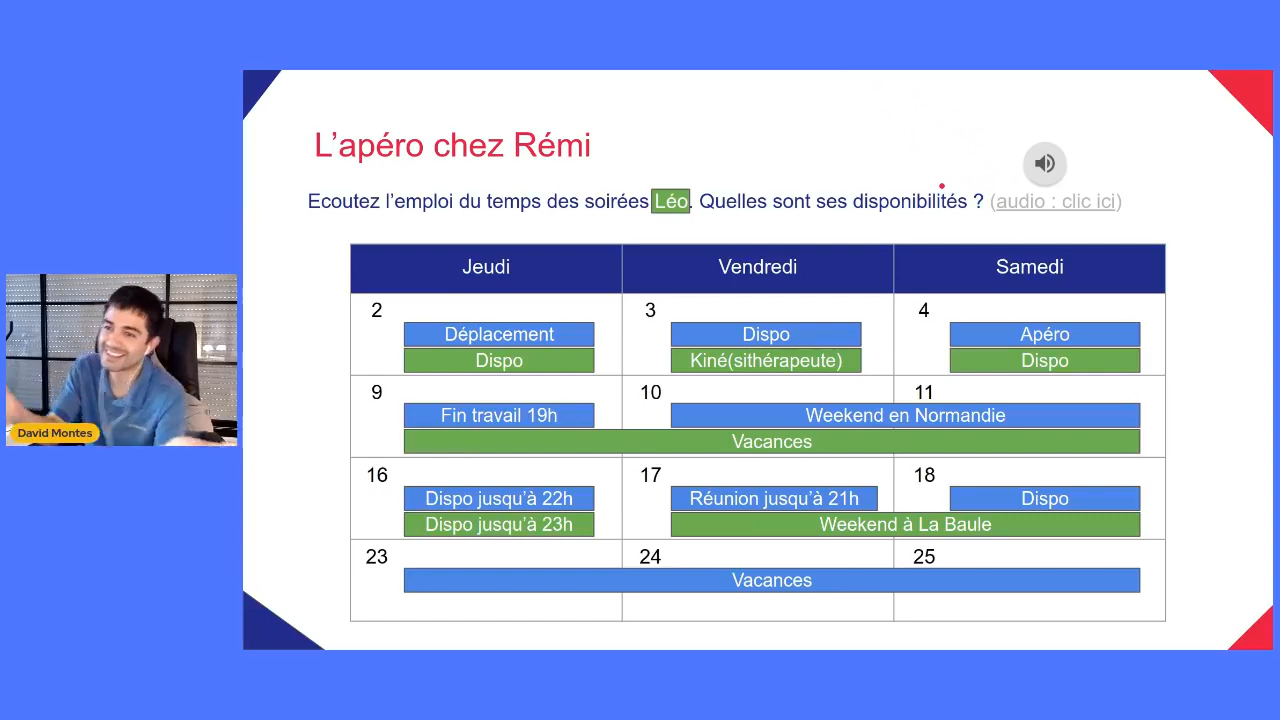 L’apéro chez Rémi
Ecoutez l’emploi du temps des soirées Léo. Quelles sont ses disponibilités ? (audio : clic ici)
Jeudi Vendredi Samedi
2 3 4
Déplacement Dispo Apéro
Dispo Kiné(sithérapeute) Dispo
9 10 11
Fin travail 19h Weekend en Normandie
Vacances
16 17 18
Dispo jusqu’à 22h Réunion jusqu’à 21h Dispo
Dispo jusqu’à 23h Weekend à La Baule
23 24 25
Vacances
David Montes